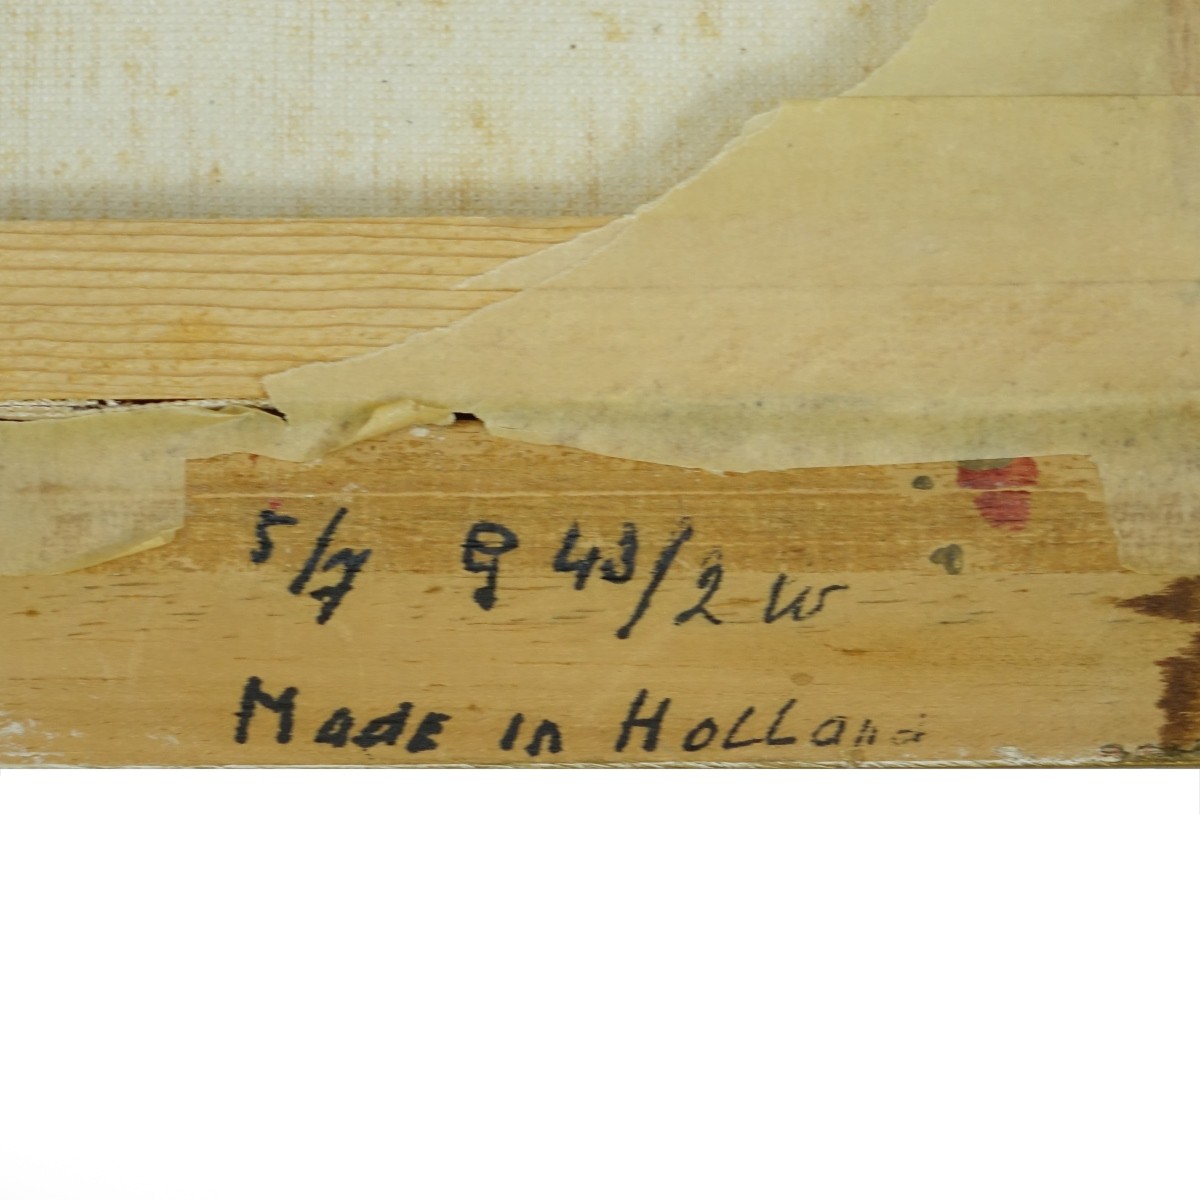 5/7 G 43/2 W
MadE in HoLLand